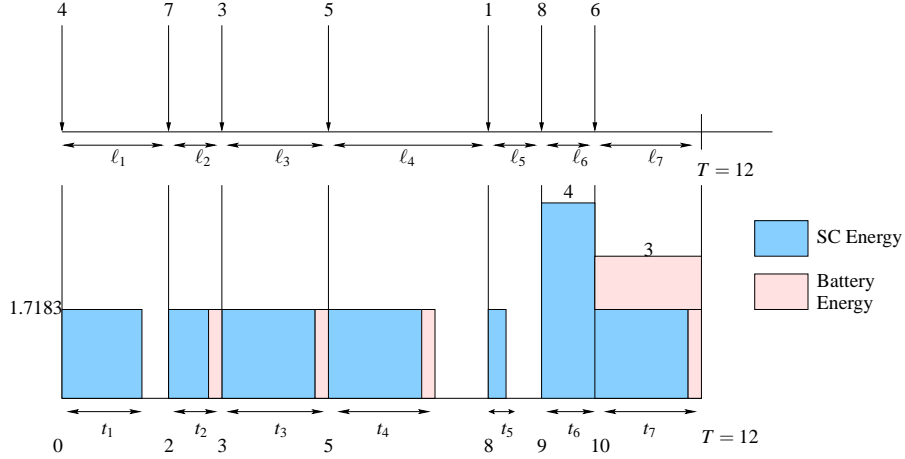 4 7 3 5 1 8 6
ℓ₁ ℓ₂ ℓ₃ ℓ₄ ℓ₅ ℓ₆ ℓ₇
T = 12
4
3
SC Energy
Battery
Energy
1.7183
t₁ t₂ t₃ t₄ t₅ t₆ t₇
0 2 3 5 8 9 10 T = 12